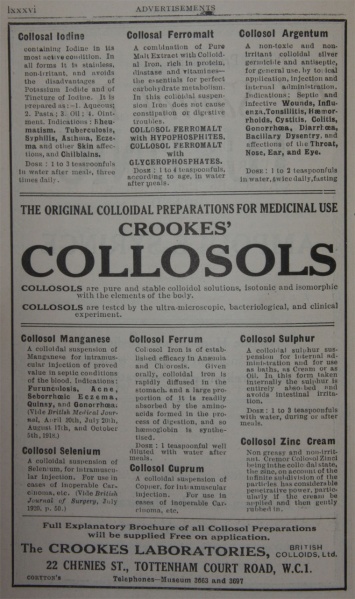 lxxxvi ADVERTISEMENTS
Collosal Iodine
containing Iodine in its
most active condition. In
all forms it is stainless,
non-irritant, and avoids
the disadvantages of
Potassium Iodide and of
Tincture of Iodine. It is
prepared as: 1. Aqueous;
2. Pasta; 3. Oil; 4. Oint-
ment. Indications: Rheu-
matism, Tuberculosis,
Syphilis, Asthma, Ecze-
ma and other Skin affec-
tions, and Chilblains.
Dose: 1 to 3 teaspoonfuls
in water after meals, three
times daily.
Collosal Ferromalt
A combination of Pure
Malt Extract with Colloid-
al Iron, rich in protein,
diastase and vitamines—
the essentials for perfect
carbohydrate metabolism.
In this colloidal suspen-
sion Iron does not cause
constipation or digestive
troubles.
COLLOSOL FERROMALT
with HYPOPHOSPHITES.
COLLOSOL FERROMALT
with
GLYCEROPHOSPHATES.
Dose: 1 to 4 teaspoonfuls,
according to age, in water
after meals.
Collosol Argentum
A non-toxic and non-
irritant colloidal silver
germicide and antiseptic,
for general use, by topical
application, injection and
internal administration.
Indications: Septic and
infective Wounds, Influ-
enza, Tonsilitis, Hæmor-
rhoids, Cystitis, Colitis,
Gonorrhœa, Diarrhœa,
Bacillary Dysentry, and
affections of the Throat,
Nose, Ear, and Eye.
Dose: 1 to 2 teaspoonfuls
in water, twice daily, fasting
THE ORIGINAL COLLOIDAL PREPARATIONS FOR MEDICINAL USE
CROOKES'
COLLOSOLS
COLLOSOLS are pure and stable colloidal solutions, isotonic and isomorphic
with the elements of the body.
COLLOSOLS are tested by the ultra-microscopic, bacteriological, and clinical
experiment.
Collosol Manganese
A colloidal suspension of
Manganese for intramus-
cular injection of proved
value in septic conditions
of the blood. Indications:
Furunculosis, Acne,
Seborrhœic Eczema,
Quinsy, and Gonorrhœa.
(Vide British Medical Jour-
nal, April 20th, July 20th,
August 17th, and October
5th, 1918.)
Collosol Selenium
A colloidal suspension of
Selenium, for intramuscu-
lar injection. For use in
cases of Inoperable Car-
cinoma, etc. (Vide British
Journal of Surgery, July
1920, p. 50.)
Collosol Ferrum
Colloidal Iron is of estab-
lished efficacy in Anæmia
and Chlorosis. Given
orally, colloidal iron is
rapidly diffused in the
stomach, and a large pro-
portion of it is readily
absorbed by the amino-
acids formed in the pro-
cess of digestion, and so
hæmoglobin is synthe-
tised.
Dose: 1 teaspoonful well
diluted with water after
meals.
Collosol Cuprum
A colloidal suspension of
Copper, for intramuscular
injection. For use in
cases of Inoperable Car-
cinoma, etc.
Collosol Sulphur
A colloidal sulphur sus-
pension for internal ad-
ministration and for use
as baths, as Cream or as
Oil. In this form taken
internally the sulphur is
entirely absorbed and
avoids intestinal irrita-
tion.
Dose: 1 to 3 teaspoonfuls
with water, during or after
meals.
Collosol Zinc Cream
Non greasy and non-irrit-
ant. Cremor Collosol Zinci
being in the colloidal state,
the zinc, on account of the
infinite subdivision of the
particles has considerable
penetrative power, partic-
ularly if the cream be
applied and then gently
rubbed in.
Full Explanatory Brochure of all Collosol Preparations
will be supplied Free on application.
The CROOKES LABORATORIES, BRITISH COLLOIDS, Ltd.
22 CHENIES ST., TOTTENHAM COURT ROAD, W.C.1.
Telephones—Museum 3663 and 3697